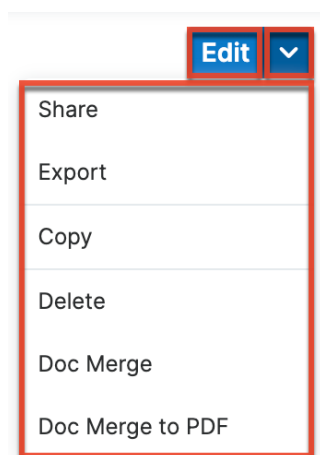 Edit
Share
Export
Copy
Delete
Doc Merge
Doc Merge to PDF